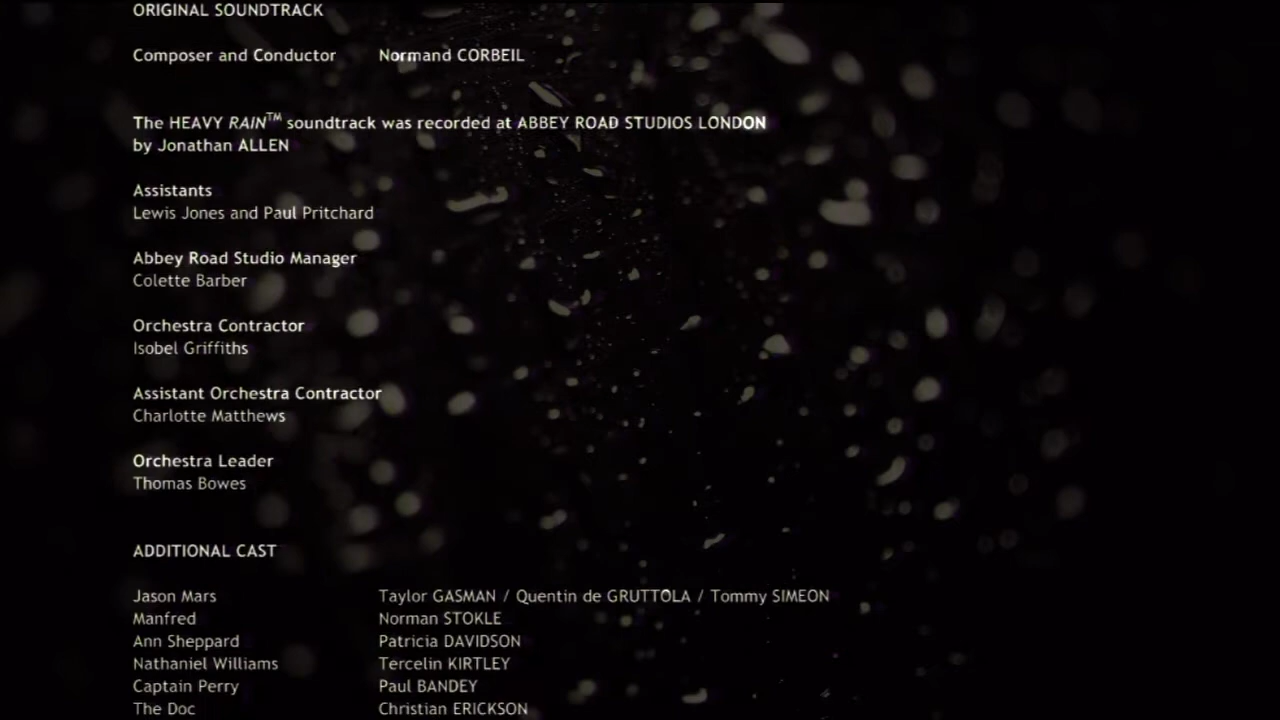 ORIGINAL SOUNDTRACK
Composer and Conductor Normand CORBEIL
The HEAVY RAIN™ soundtrack was recorded at ABBEY ROAD STUDIOS LONDON
by Jonathan ALLEN
Assistants
Lewis Jones and Paul Pritchard
Abbey Road Studio Manager
Colette Barber
Orchestra Contractor
Isobel Griffiths
Assistant Orchestra Contractor
Charlotte Matthews
Orchestra Leader
Thomas Bowes
ADDITIONAL CAST
Jason Mars Taylor GASMAN / Quentin de GRUTTOLA / Tommy SIMEON
Manfred Norman STOKLE
Ann Sheppard Patricia DAVIDSON
Nathaniel Williams Tercelin KIRTLEY
Captain Perry Paul BANDEY
The Doc Christian ERICKSON